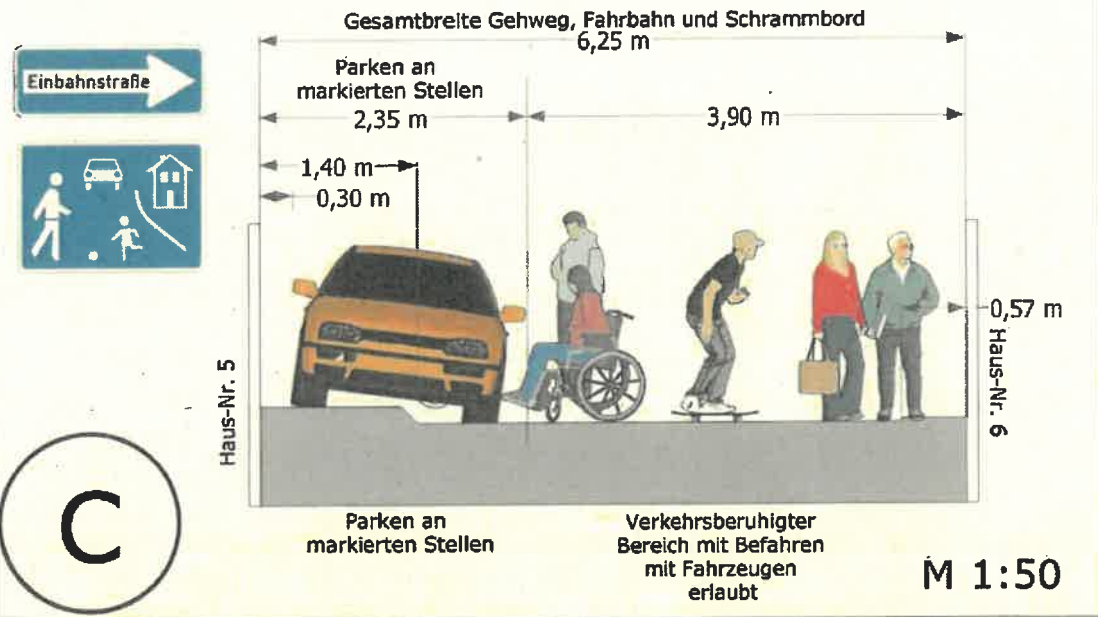 Gesamtbreite Gehweg, Fahrbahn und Schrammbord
6,25 m
Einbahnstraße
Parken an
markierten Stellen
2,35 m
3,90 m
1,40 m
0,30 m
0,57 m
Haus-Nr. 5
Haus-Nr. 6
C
Parken an
markierten Stellen
Verkehrsberuhigter
Bereich mit Befahren
mit Fahrzeugen
erlaubt
M 1:50